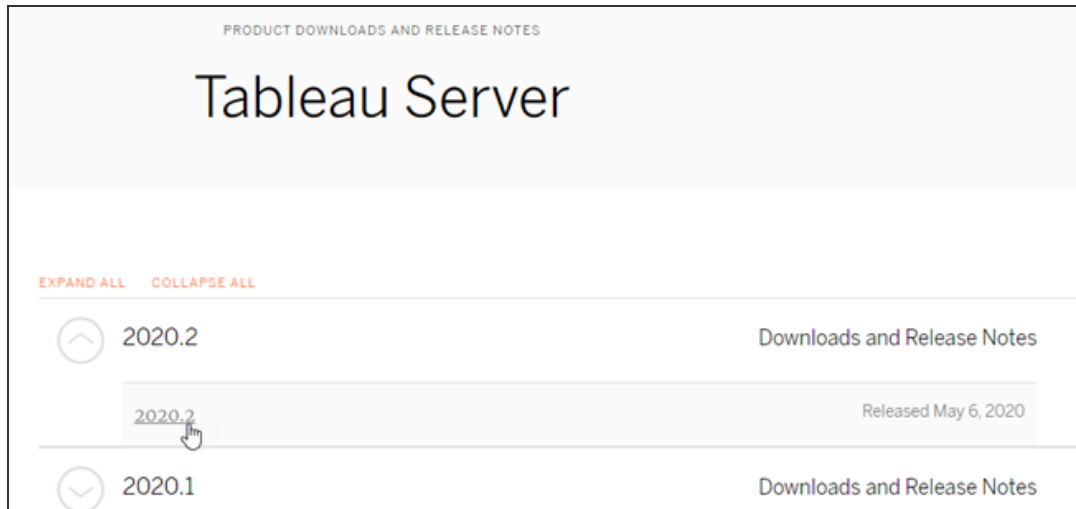 PRODUCT DOWNLOADS AND RELEASE NOTES
Tableau Server
EXPAND ALL COLLAPSE ALL
2020.2 Downloads and Release Notes
2020.2 Released May 6, 2020
2020.1 Downloads and Release Notes